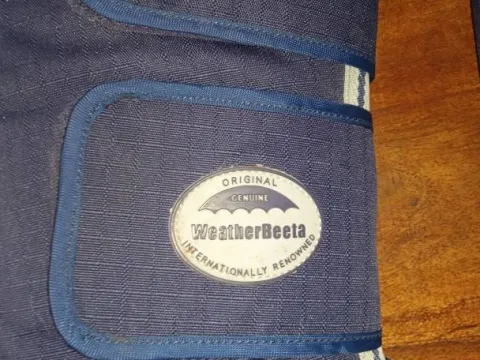 ORIGINAL
GENUINE
WeatherBeeta
INTERNATIONALLY RENOWNED